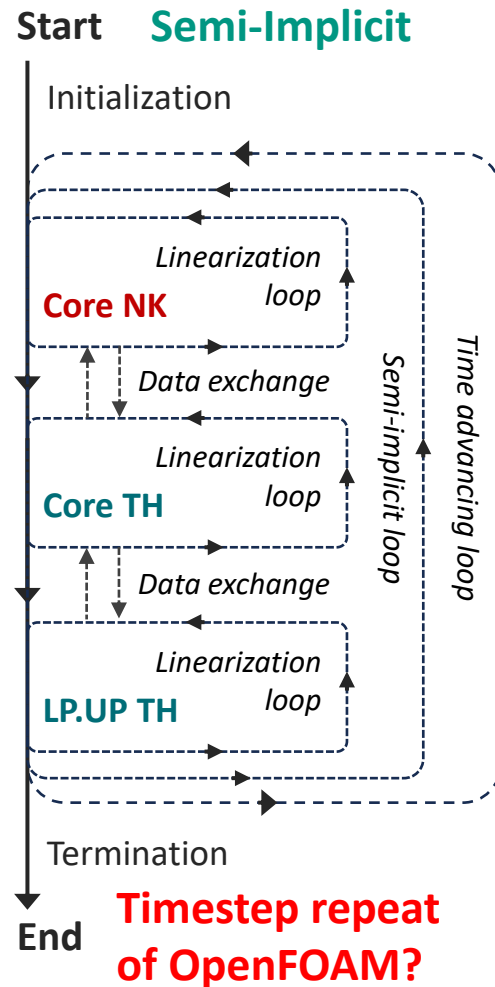 Start Semi-Implicit
Initialization
Linearization
loop
Core NK
Data exchange
Linearization
loop
Core TH
Data exchange
Linearization
loop
LP.UP TH
Semi-implicit loop
Time advancing loop
Termination
End
Timestep repeat
of OpenFOAM?